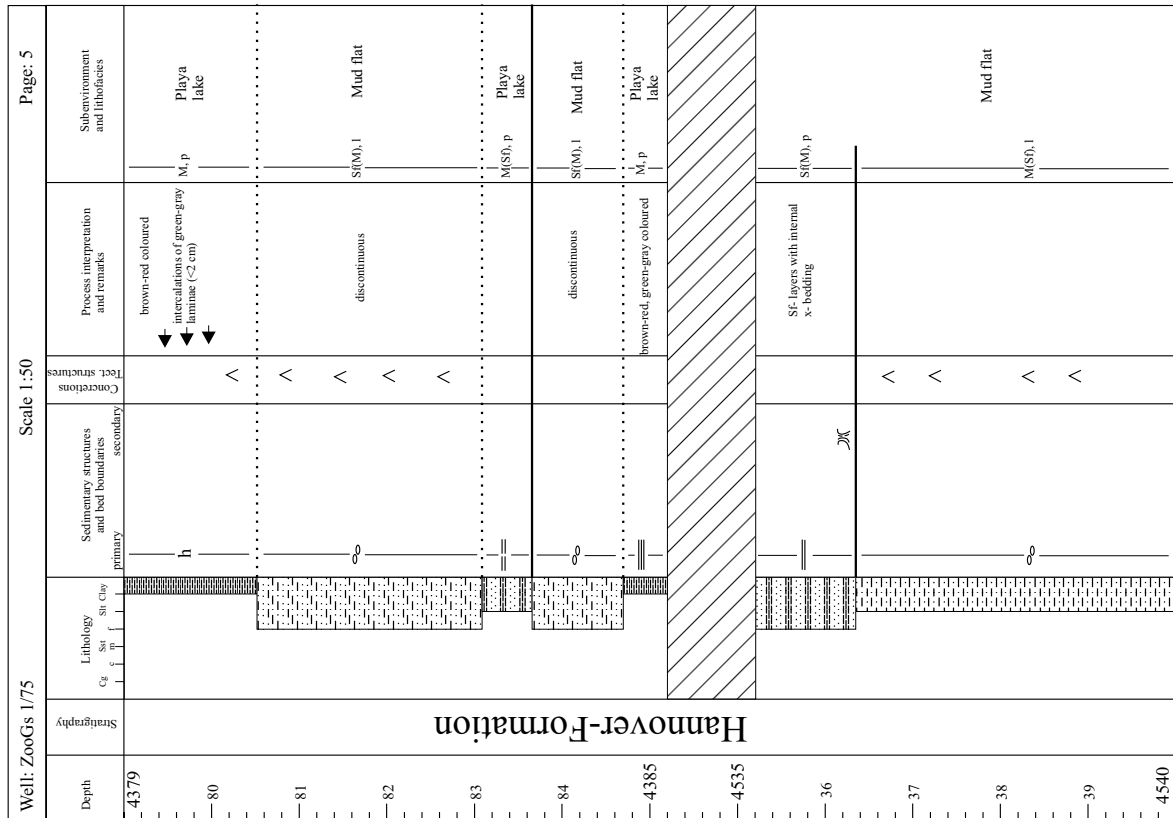 Well: ZooGs 1/75 Scale 1:50 Page: 5
Depth
Stratigraphy
Lithology
Cg c Sst m f Slt Clay
Sedimentary structures
and bed boundaries
primary secondary
Concretions
Tect. structures
Process interpretation
and remarks
Subenvironment
and lithofacies
4379
80
81
82
83
84
4385
4535
36
37
38
39
4540
Hannover-Formation
h
brown-red coloured
intercalations of green-gray
laminae (<2 cm)
discontinuous
discontinuous
brown-red, green-gray coloured
Sf- layers with internal
x- bedding
M, p
Sf(M), l
M(Sf), p
Sf(M), l
M, p
Sf(M), p
M(Sf), l
Playa
lake
Mud flat
Playa
lake
Mud flat
Playa
lake
Mud flat